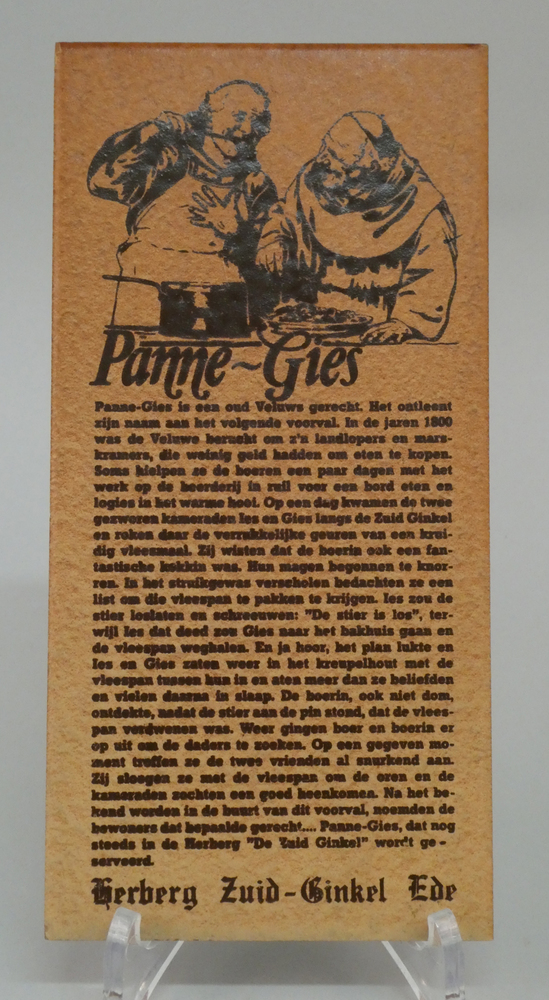 Panne~Gies
Panne-Gies is een oud Veluws gerecht. Het ontleent
zijn naam aan het volgende voorval. In de jaren 1800
was de Veluwe berucht om z'n landlopers en mars-
kramers, die weinig geld hadden om eten te kopen.
Soms hielpen ze de boeren een paar dagen met het
werk op de boerderij in ruil voor een bord eten en
logies in het warme hooi. Op een dag kwamen de twee
gezworen kameraden Ies en Gies langs de Zuid Ginkel
en roken daar de verrukkelijke geuren van een krui-
dig vleesmaal. Zij wisten dat de boerin ook een fan-
tastische kokkin was. Hun magen begonnen te knor-
ren. In het struikgewas verscholen bedachten ze een
list om die vleespan te pakken te krijgen. Ies zou de
stier loslaten en schreeuwen: "De stier is los", ter-
wijl Ies dat deed zou Gies naar het bakhuis gaan en
de vleespan weghalen. En ja hoor, het plan lukte en
Ies en Gies zaten weer in het kreupelhout met de
vleespan tussen hun in en aten meer dan ze beliefden
en vielen daarna in slaap. De boerin, ook niet dom,
ontdekte, nadat de stier aan de pin stond, dat de vlees-
pan verdwenen was. Weer gingen boer en boerin er
op uit om de daders te zoeken. Op een gegeven mo-
ment troffen ze de twee vrienden al snurkend aan.
Zij sloegen ze met de vleespan om de oren en de
kameraden zochten een goed heenkomen. Na het be-
kend worden in de buurt van dit voorval, noemden de
bewoners dat bepaalde gerecht.... Panne-Gies, dat nog
steeds in de Herberg "De Zuid Ginkel" wordt ge-
serveerd.
Herberg Zuid-Ginkel Ede